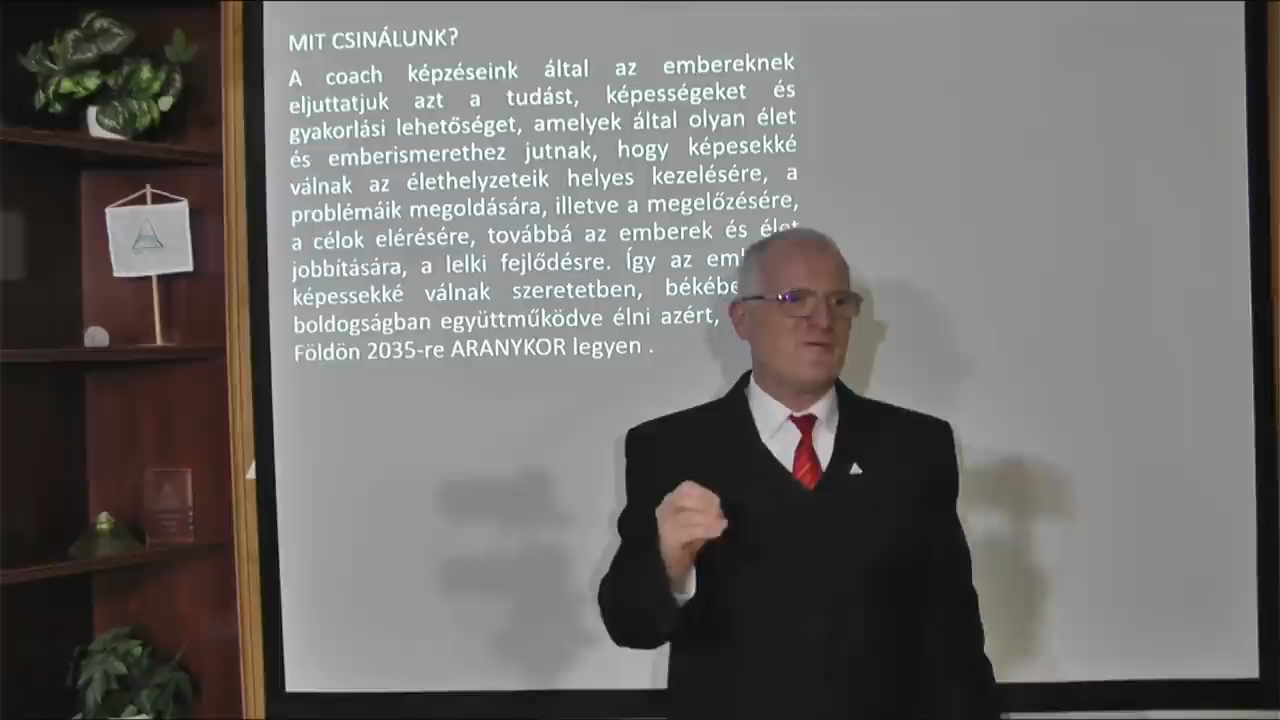 MIT CSINÁLUNK?
A coach képzéseink által az embereknek
eljuttatjuk azt a tudást, képességeket és
gyakorlási lehetőséget, amelyek által olyan élet
és emberismerethez jutnak, hogy képesekké
válnak az élethelyzeteik helyes kezelésére, a
problémáik megoldására, illetve a megelőzésére,
a célok elérésére, továbbá az emberek és élet
jobbítására, a lelki fejlődésre. Így az
képessekké válnak szeretetben,
boldogságban együttműködve élni azért,
Földön 2035-re ARANYKOR legyen .